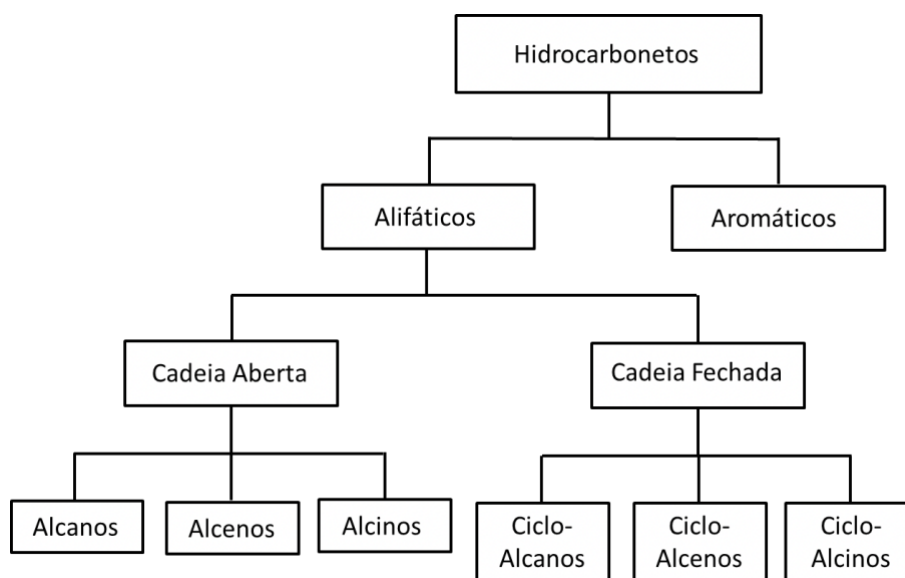 Hidrocarbonetos
Alifáticos
Aromáticos
Cadeia Aberta
Cadeia Fechada
Alcanos
Alcenos
Alcinos
Ciclo-
Alcanos
Ciclo-
Alcenos
Ciclo-
Alcinos